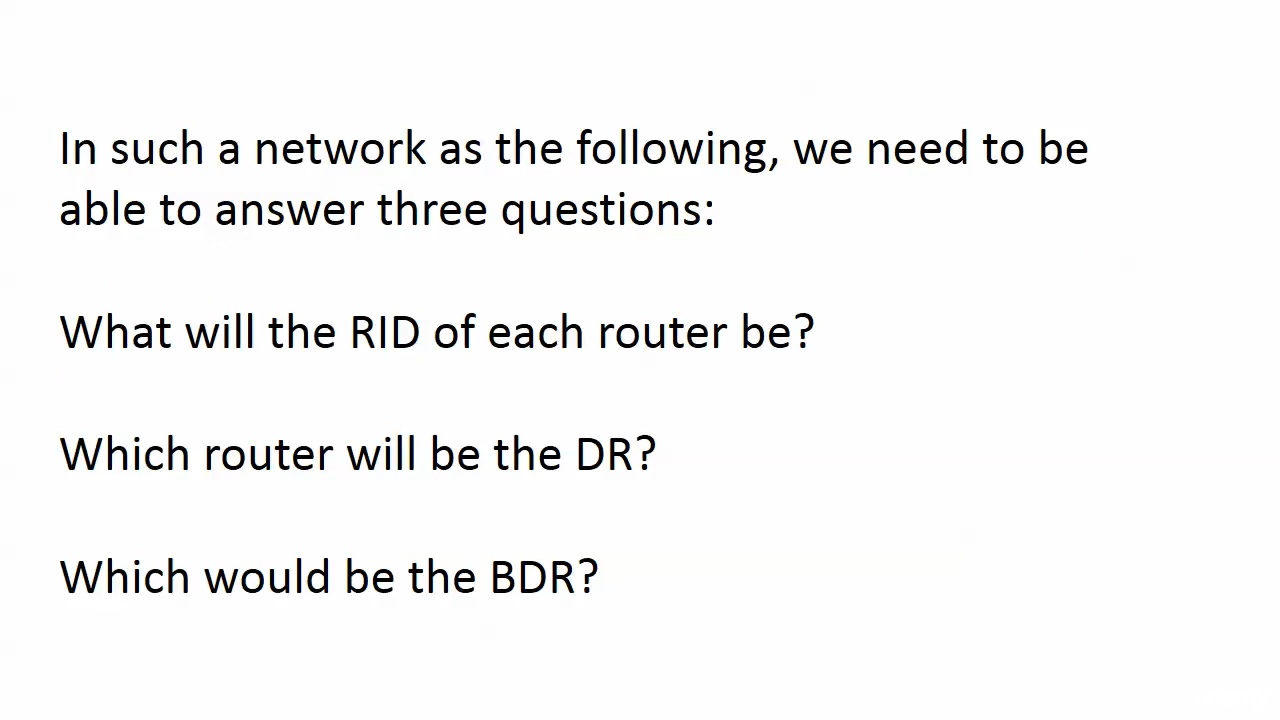 In such a network as the following, we need to be
able to answer three questions:
What will the RID of each router be?
Which router will be the DR?
Which would be the BDR?